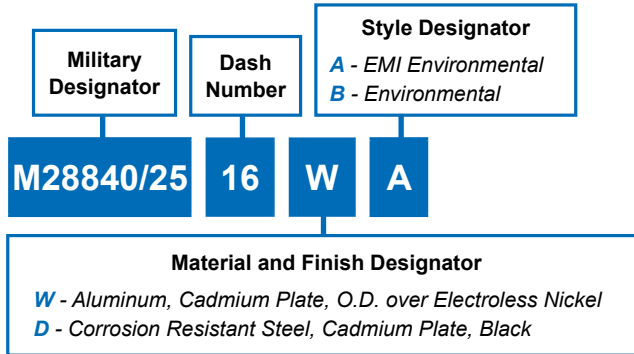 Military
Designator
Dash
Number
Style Designator
A - EMI Environmental
B - Environmental
M28840/25
16
W
A
Material and Finish Designator
W - Aluminum, Cadmium Plate, O.D. over Electroless Nickel
D - Corrosion Resistant Steel, Cadmium Plate, Black